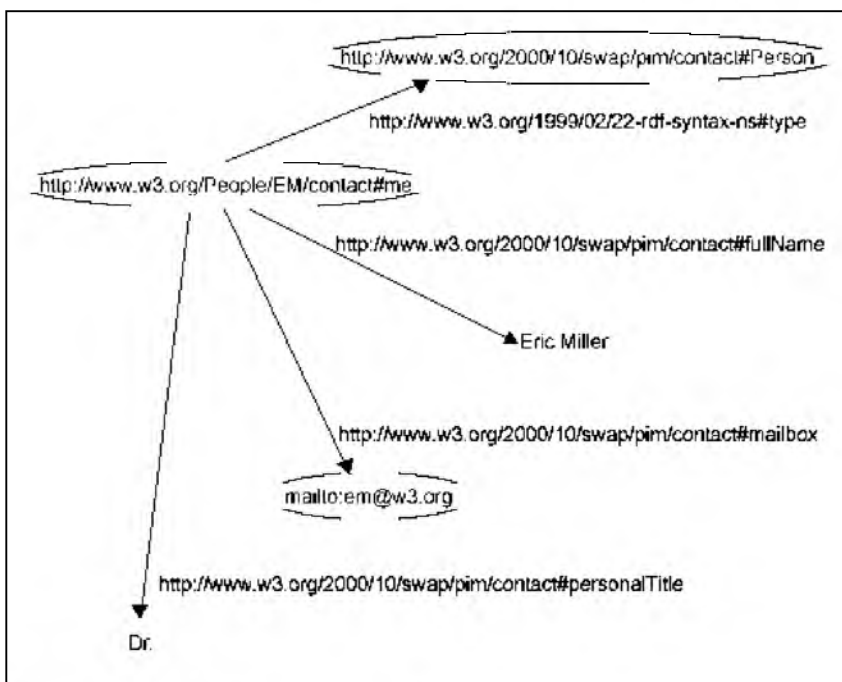 http://www.w3.org/2000/10/swap/pim/contact#Person
http://www.w3.org/1999/02/22-rdf-syntax-ns#type
http://www.w3.org/People/EM/contact#me
http://www.w3.org/2000/10/swap/pim/contact#fullName
Eric Miller
http://www.w3.org/2000/10/swap/pim/contact#mailbox
mailto:em@w3.org
http://www.w3.org/2000/10/swap/pim/contact#personalTitle
Dr.